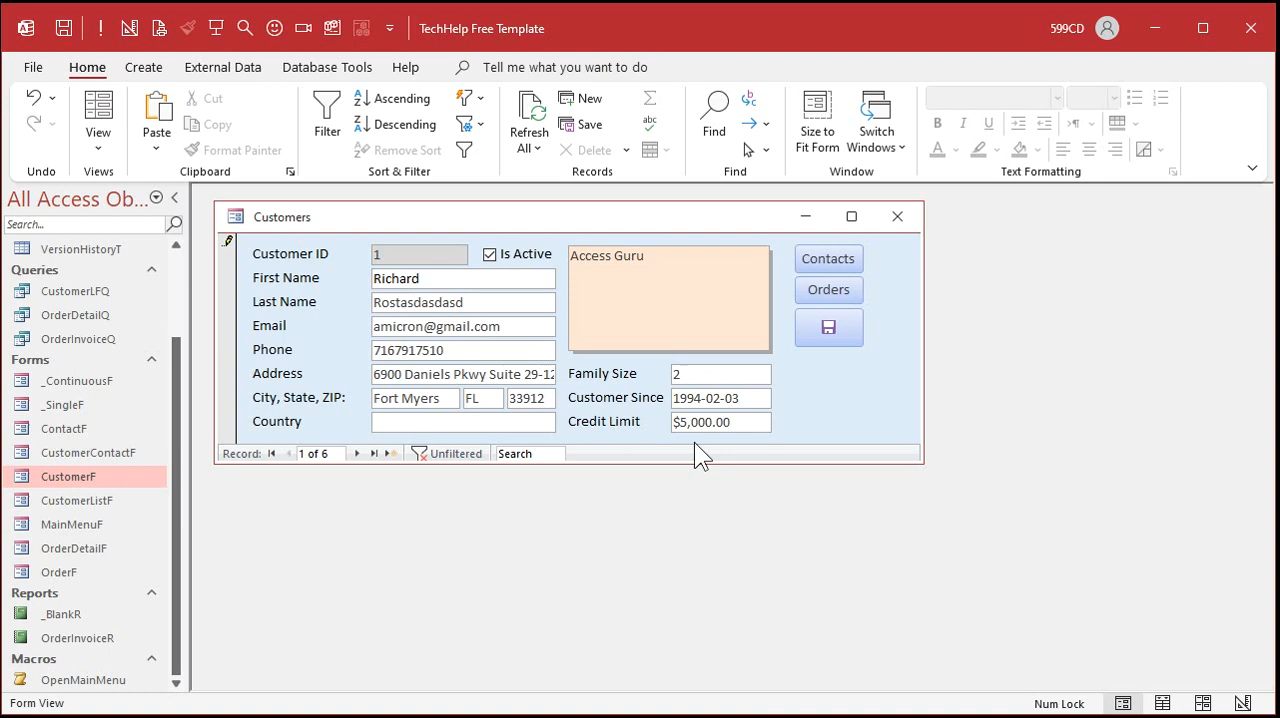 TechHelp Free Template
599CD
File Home Create External Data Database Tools Help Tell me what you want to do
Undo
View
Views
Paste
Cut
Copy
Format Painter
Clipboard
Filter
Ascending
Descending
Remove Sort
Sort & Filter
Refresh All
New
Save
Delete
Records
Find
Find
Size to Fit Form
Switch Windows
Window
B I U
Text Formatting
All Access Ob...
Search...
VersionHistoryT
Queries
CustomerLFQ
OrderDetailQ
OrderInvoiceQ
Forms
_ContinuousF
_SingleF
ContactF
CustomerContactF
CustomerF
CustomerListF
MainMenuF
OrderDetailF
OrderF
Reports
_BlankR
OrderInvoiceR
Macros
OpenMainMenu
Customers
Customer ID 1 Is Active
First Name Richard
Last Name Rostasdasdasd
Email amicron@gmail.com
Phone 7167917510
Address 6900 Daniels Pkwy Suite 29-12
City, State, ZIP: Fort Myers FL 33912
Country
Access Guru
Family Size 2
Customer Since 1994-02-03
Credit Limit $5,000.00
Contacts
Orders
Record: 1 of 6 Unfiltered Search
Form View
Num Lock